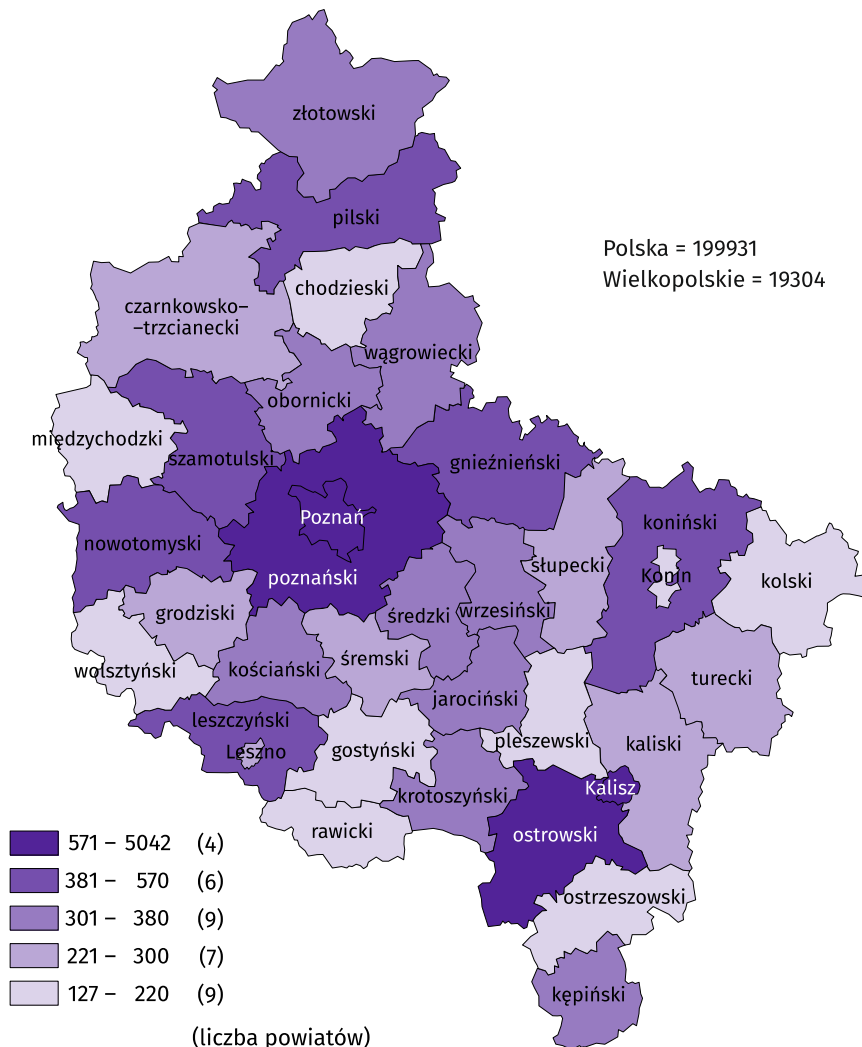 złotowski
pilski
Polska = 199931
Wielkopolskie = 19304
chodzieski
czarnkowsko–
–trzcianecki
wągrowiecki
obornicki
międzychodzki
szamotulski
gnieźnieński
Poznań
koniński
nowotomyski
słupecki
Konin
kolski
poznański
grodziski
średzki
wrzesiński
śremski
wolsztyński
kościański
turecki
jarociński
leszczyński
pleszewski
kaliski
Leszno
gostyński
Kalisz
krotoszyński
rawicki
ostrowski
571 – 5042 (4)
381 – 570 (6)
ostrzeszowski
301 – 380 (9)
221 – 300 (7)
127 – 220 (9)
kępiński
(liczba powiatów)